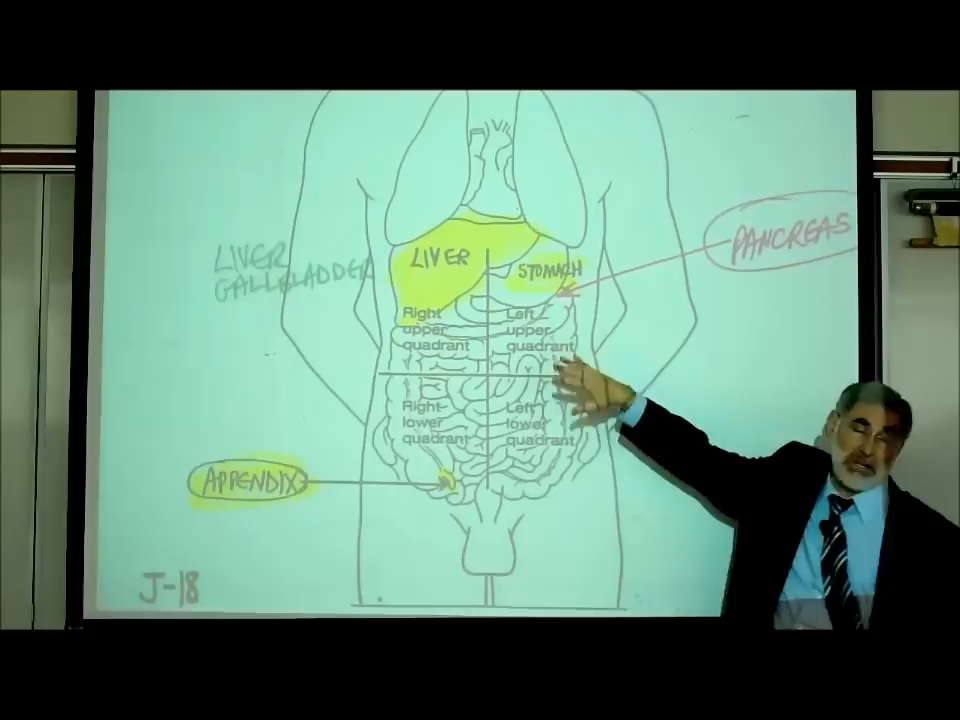 LIVER
GALLBLADDER
LIVER
STOMACH
PANCREAS
Right
upper
quadrant
Left
upper
quadrant
Right
lower
quadrant
Left
lower
quadrant
APPENDIX
J-18